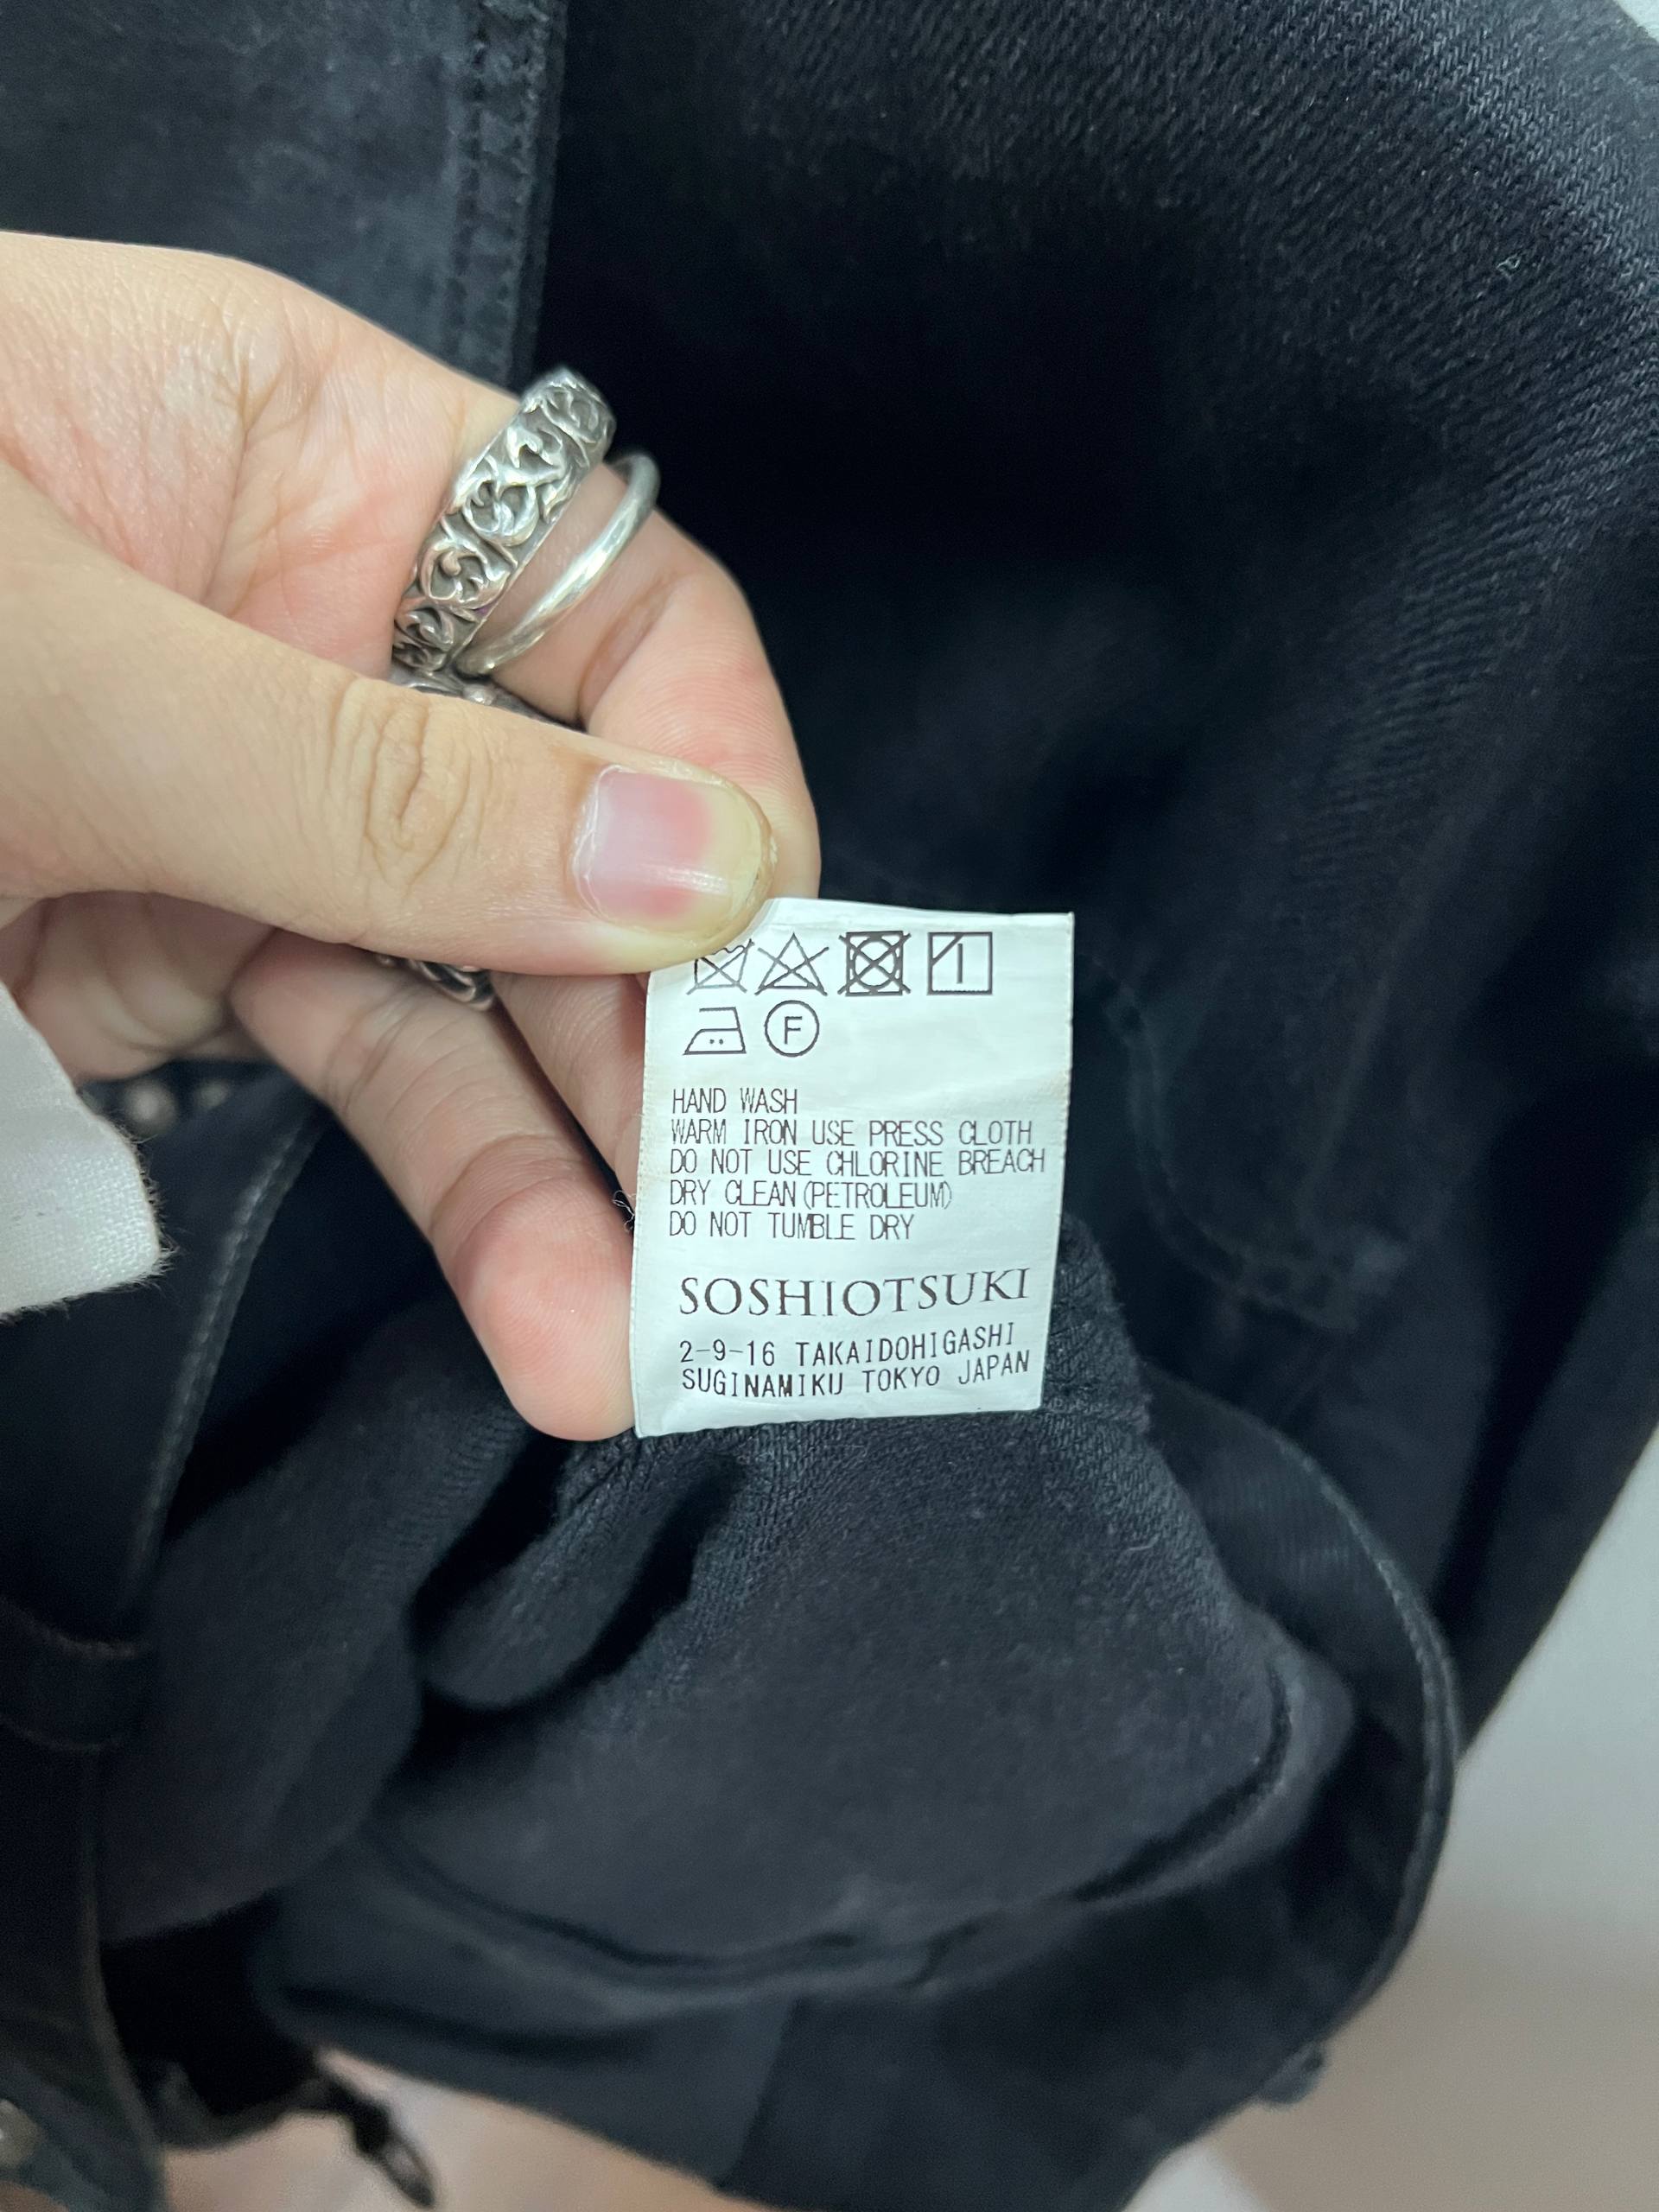 F
HAND WASH
WARM IRON USE PRESS CLOTH
DO NOT USE CHLORINE BREACH
DRY CLEAN(PETROLEUM)
DO NOT TUMBLE DRY
SOSHIOTSUKI
2-9-16 TAKAIDOHIGASHI
SUGINAMIKU TOKYO JAPAN